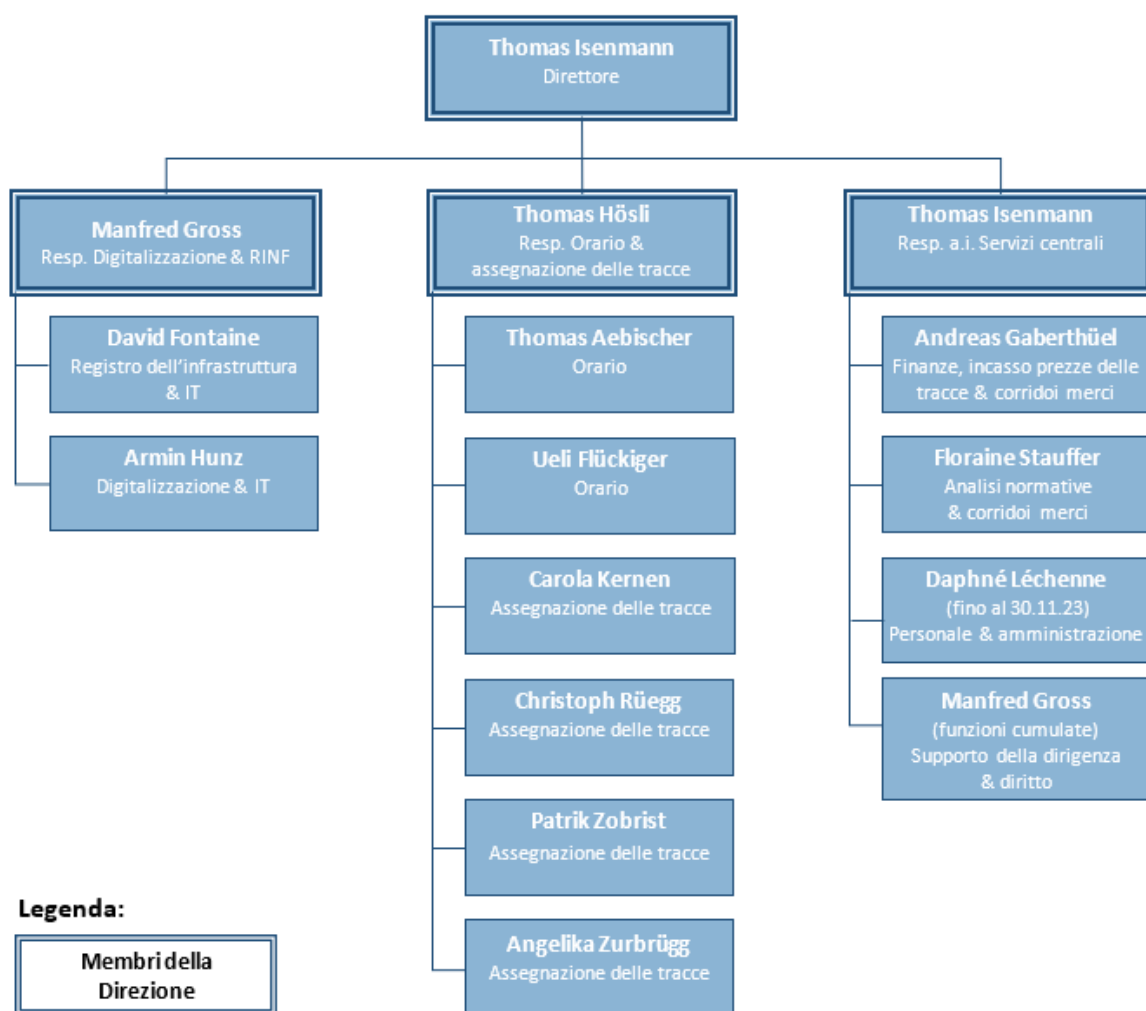 Thomas Isenmann
Direttore
Manfred Gross
Resp. Digitalizzazione & RINF
Thomas Hösli
Resp. Orario &
assegnazione delle tracce
Thomas Isenmann
Resp. a.i. Servizi centrali
David Fontaine
Registro dell'infrastruttura
& IT
Armin Hunz
Digitalizzazione & IT
Thomas Aebischer
Orario
Ueli Flückiger
Orario
Carola Kernen
Assegnazione delle tracce
Christoph Rüegg
Assegnazione delle tracce
Patrik Zobrist
Assegnazione delle tracce
Angelika Zurbrügg
Assegnazione delle tracce
Andreas Gaberthüel
Finanze, incasso prezze delle
tracce & corridoi merci
Floraine Stauffer
Analisi normative
& corridoi merci
Daphné Léchenne
(fino al 30.11.23)
Personale & amministrazione
Manfred Gross
(funzioni cumulate)
Supporto della dirigenza
& diritto
Legenda:
Membri della
Direzione